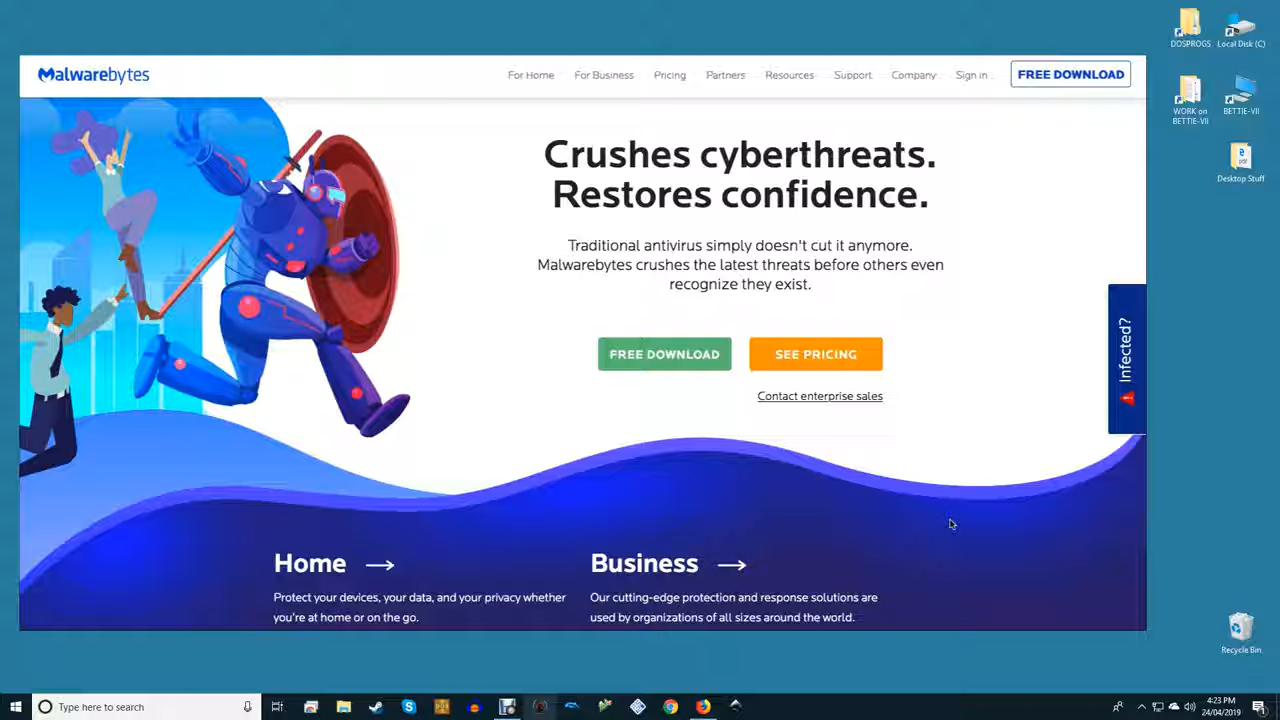 Malwarebytes
For Home
For Business
Pricing
Partners
Resources
Support
Company
Sign in
FREE DOWNLOAD
Crushes cyberthreats.
Restores confidence.
Traditional antivirus simply doesn't cut it anymore.
Malwarebytes crushes the latest threats before others even
recognize they exist.
FREE DOWNLOAD
SEE PRICING
Contact enterprise sales
Infected?
Home
Protect your devices, your data, and your privacy whether
you're at home or on the go.
Business
Our cutting-edge protection and response solutions are
used by organizations of all sizes around the world.
DOSPROGS
Local Disk (C)
WORK on
BETTIE-VII
BETTIE-VII
pdf
Desktop Stuff
Recycle Bin
Type here to search
4:23 PM
24/04/2019